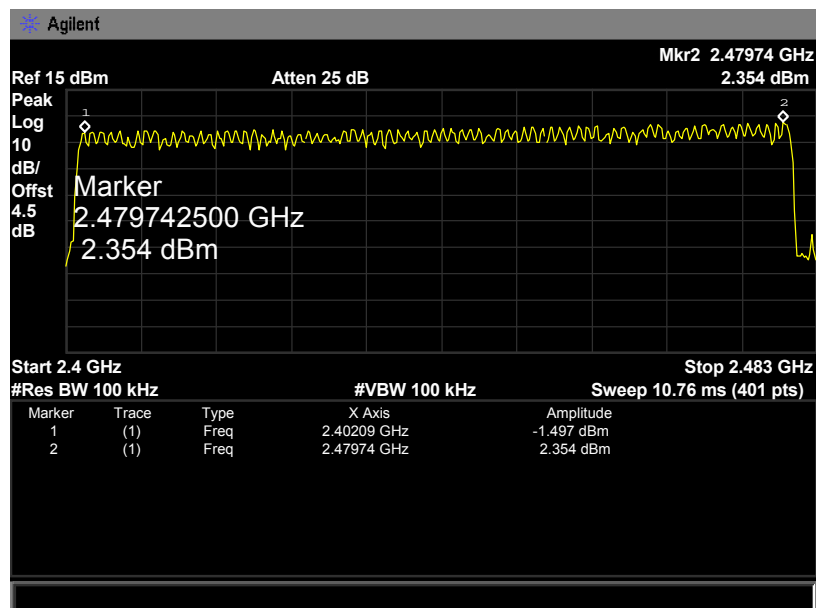 Agilent
Mkr2 2.47974 GHz
Ref 15 dBm Atten 25 dB 2.354 dBm
Peak
Log
10
dB/
Offst
4.5
dB
1
2
Marker
2.479742500 GHz
2.354 dBm
Start 2.4 GHz Stop 2.483 GHz
#Res BW 100 kHz #VBW 100 kHz Sweep 10.76 ms (401 pts)
Marker Trace Type X Axis Amplitude
1 (1) Freq 2.40209 GHz -1.497 dBm
2 (1) Freq 2.47974 GHz 2.354 dBm